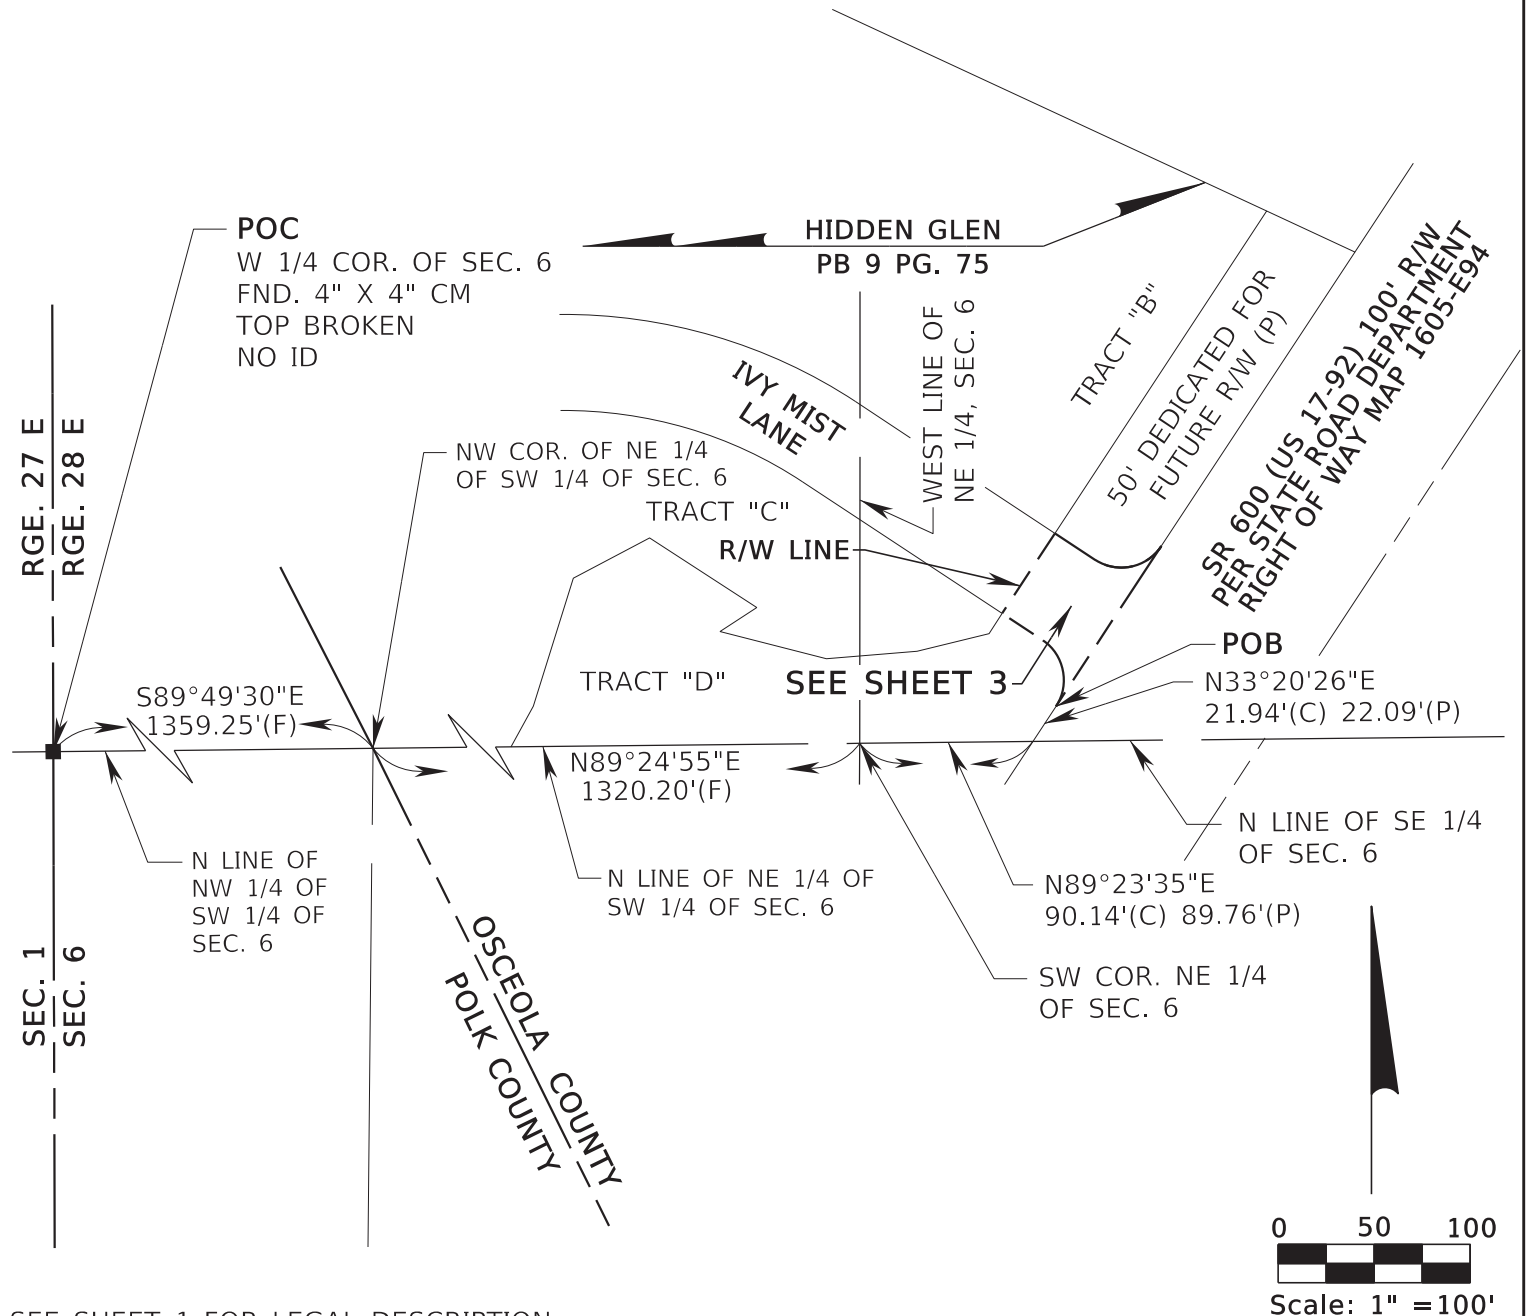 POC
W 1/4 COR. OF SEC. 6
FND. 4" X 4" CM
TOP BROKEN
NO ID
HIDDEN GLEN
PB 9 PG. 75
RGE. 27 E
RGE. 28 E
IVY MIST
LANE
WEST LINE OF
NE 1/4, SEC. 6
TRACT "B"
50' DEDICATED FOR
FUTURE R/W (P)
SR 600 (US 17-92) 100' R/W
PER STATE ROAD DEPARTMENT
RIGHT OF WAY MAP 1605-E94
NW COR. OF NE 1/4
OF SW 1/4 OF SEC. 6
TRACT "C"
R/W LINE
POB
N33°20'26"E
21.94'(C) 22.09'(P)
TRACT "D"
SEE SHEET 3
S89°49'30"E
1359.25'(F)
N89°24'55"E
1320.20'(F)
N LINE OF
NW 1/4 OF
SW 1/4 OF
SEC. 6
N LINE OF NE 1/4 OF
SW 1/4 OF SEC. 6
N LINE OF SE 1/4
OF SEC. 6
N89°23'35"E
90.14'(C) 89.76'(P)
SW COR. NE 1/4
OF SEC. 6
SEC. 1
SEC. 6
OSCEOLA COUNTY
POLK COUNTY
0 50 100
Scale: 1" =100'
SEE SHEET 1 FOR LEGAL DESCRIPTION